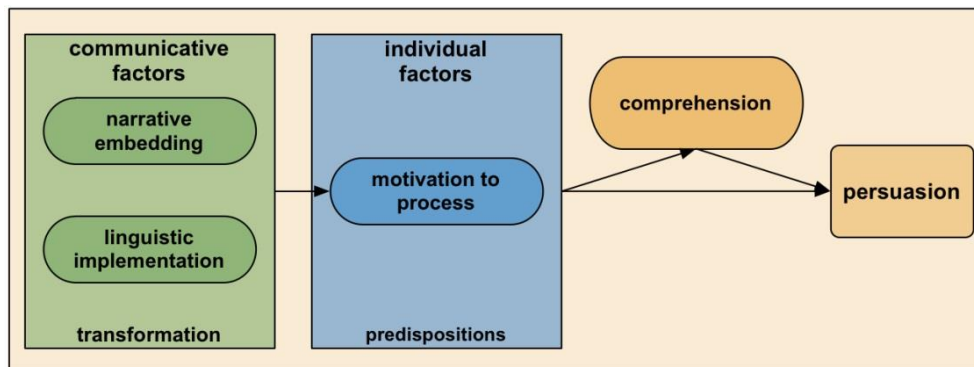 communicative
factors
narrative
embedding
linguistic
implementation
transformation
individual
factors
motivation to
process
predispositions
comprehension
persuasion